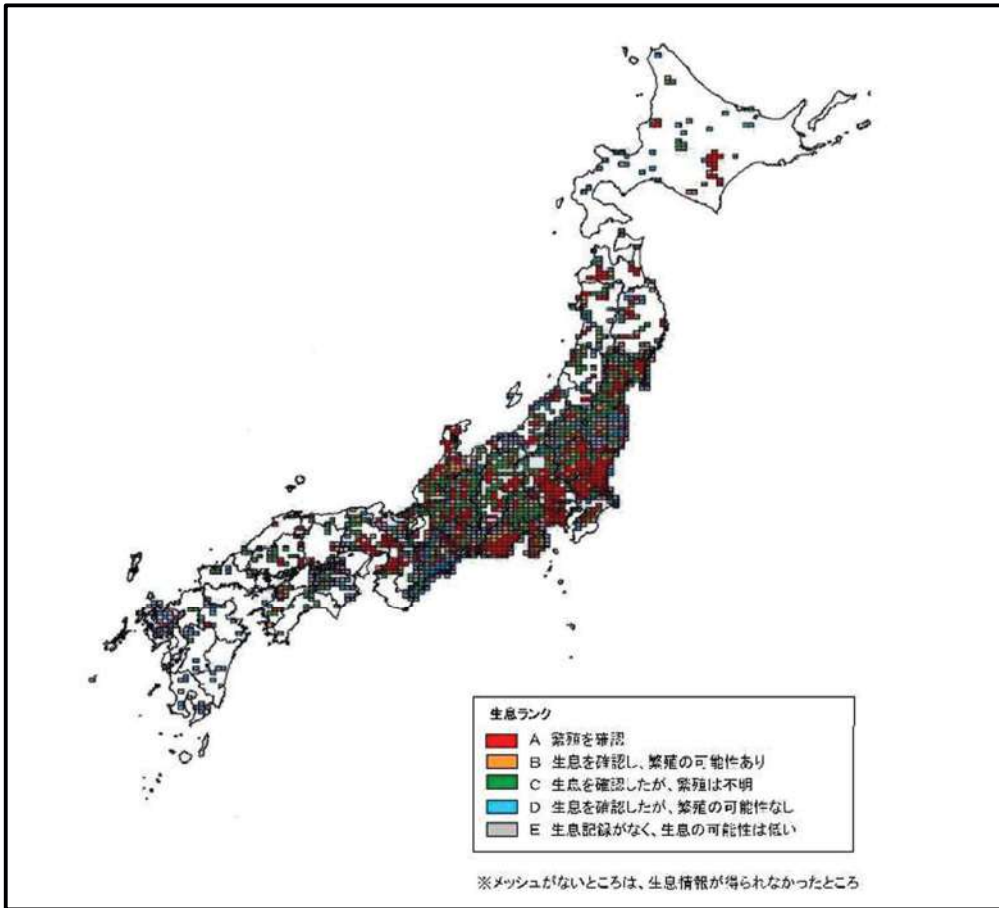 生息ランク
A 繁殖を確認
B 生息を確認し、繁殖の可能性あり
C 生息を確認したが、繁殖は不明
D 生息を確認したが、繁殖の可能性なし
E 生息記録がなく、生息の可能性は低い
※メッシュがないところは、生息情報が得られなかったところ